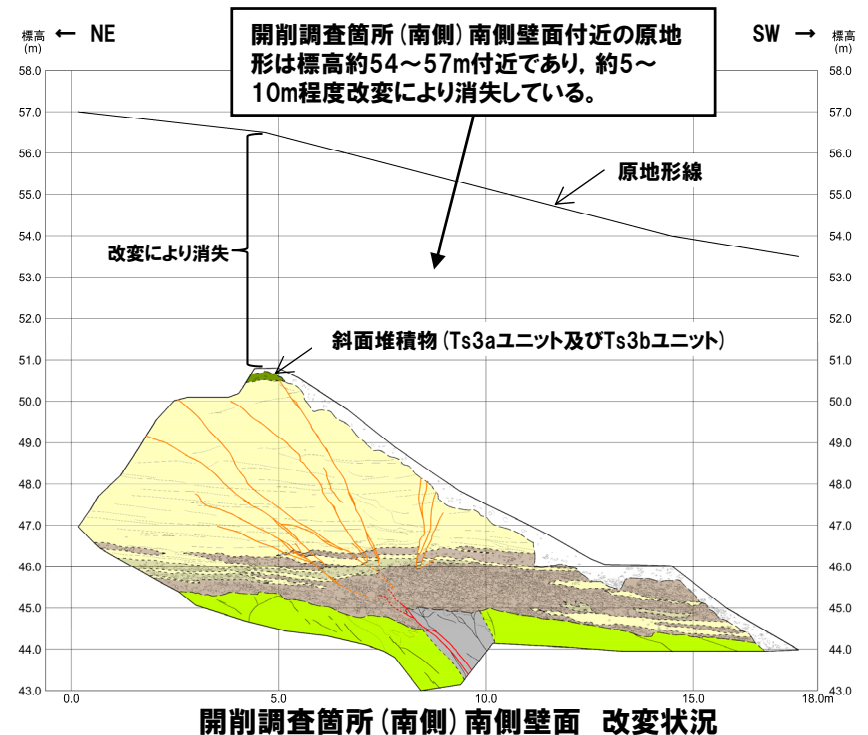 標高
(m)
← NE
SW →
標高
(m)
開削調査箇所(南側)南側壁面付近の原地
形は標高約54～57m付近であり，約5～
10m程度改変により消失している。
58.0
58.0
57.0
57.0
56.0
56.0
55.0
55.0
54.0
54.0
53.0
53.0
52.0
52.0
51.0
51.0
50.0
50.0
49.0
49.0
48.0
48.0
47.0
47.0
46.0
46.0
45.0
45.0
44.0
44.0
43.0
43.0
原地形線
改変により消失
斜面堆積物(Ts3aユニット及びTs3bユニット)
0.0
5.0
10.0
15.0
18.0m
開削調査箇所(南側)南側壁面 改変状況